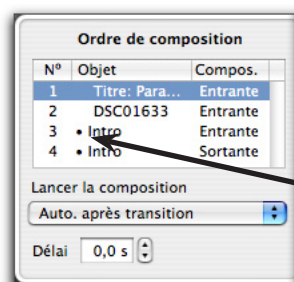 Ordre de composition
Nº Objet Compos.
1 Titre: Para... Entrante
2 DSC01633 Entrante
3 • Intro Entrante
4 • Intro Sortante
Lancer la composition
Auto. après transition
Délai 0,0 s